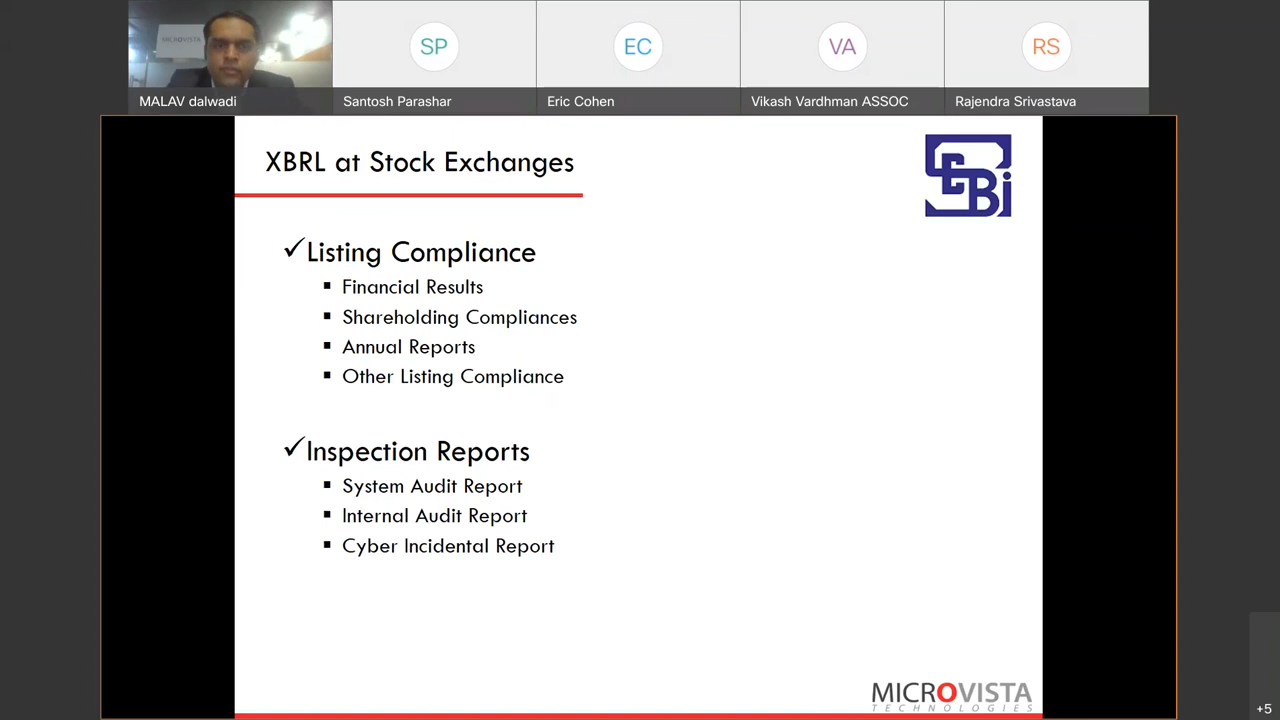 MICROVISTA
SP
EC
VA
RS
MALAV dalwadi
Santosh Parashar
Eric Cohen
Vikash Vardhman ASSOC
Rajendra Srivastava
XBRL at Stock Exchanges
SEBI
✓Listing Compliance
▪ Financial Results
▪ Shareholding Compliances
▪ Annual Reports
▪ Other Listing Compliance
✓Inspection Reports
▪ System Audit Report
▪ Internal Audit Report
▪ Cyber Incidental Report
MICROVISTA
TECHNOLOGIES
+5